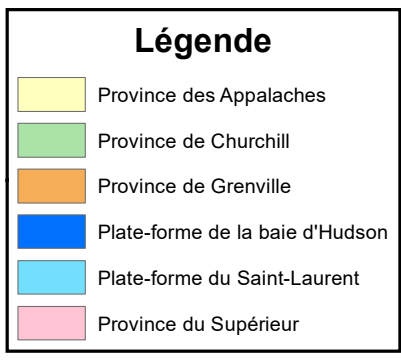 Légende
Province des Appalaches
Province de Churchill
Province de Grenville
Plate-forme de la baie d'Hudson
Plate-forme du Saint-Laurent
Province du Supérieur